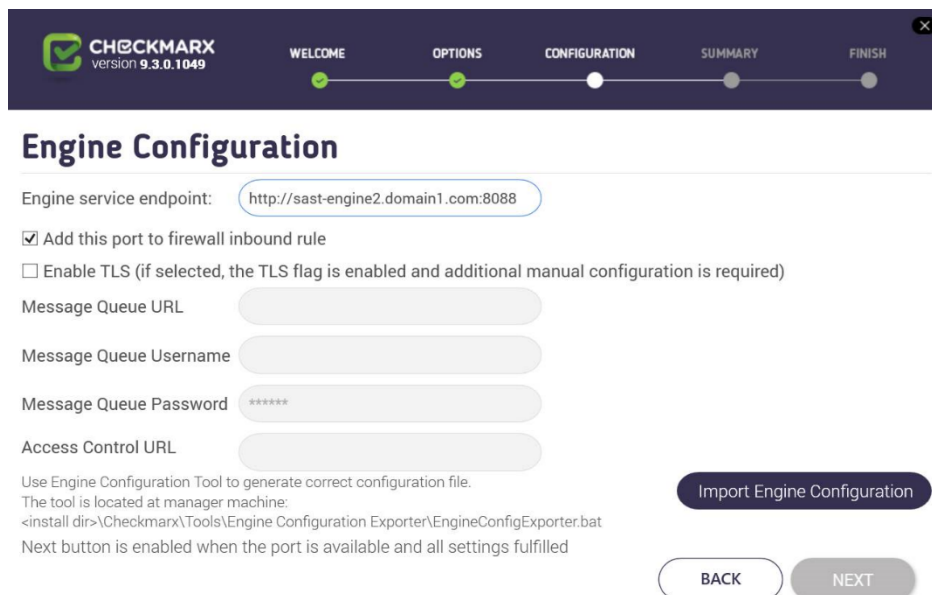 CHECKMARX
version 9.3.0.1049
WELCOME
OPTIONS
CONFIGURATION
SUMMARY
FINISH
Engine Configuration
Engine service endpoint: http://sast-engine2.domain1.com:8088
Add this port to firewall inbound rule
Enable TLS (if selected, the TLS flag is enabled and additional manual configuration is required)
Message Queue URL
Message Queue Username
Message Queue Password ******
Access Control URL
Use Engine Configuration Tool to generate correct configuration file.
The tool is located at manager machine:
<install dir>\Checkmarx\Tools\Engine Configuration Exporter\EngineConfigExporter.bat
Import Engine Configuration
Next button is enabled when the port is available and all settings fulfilled
BACK
NEXT